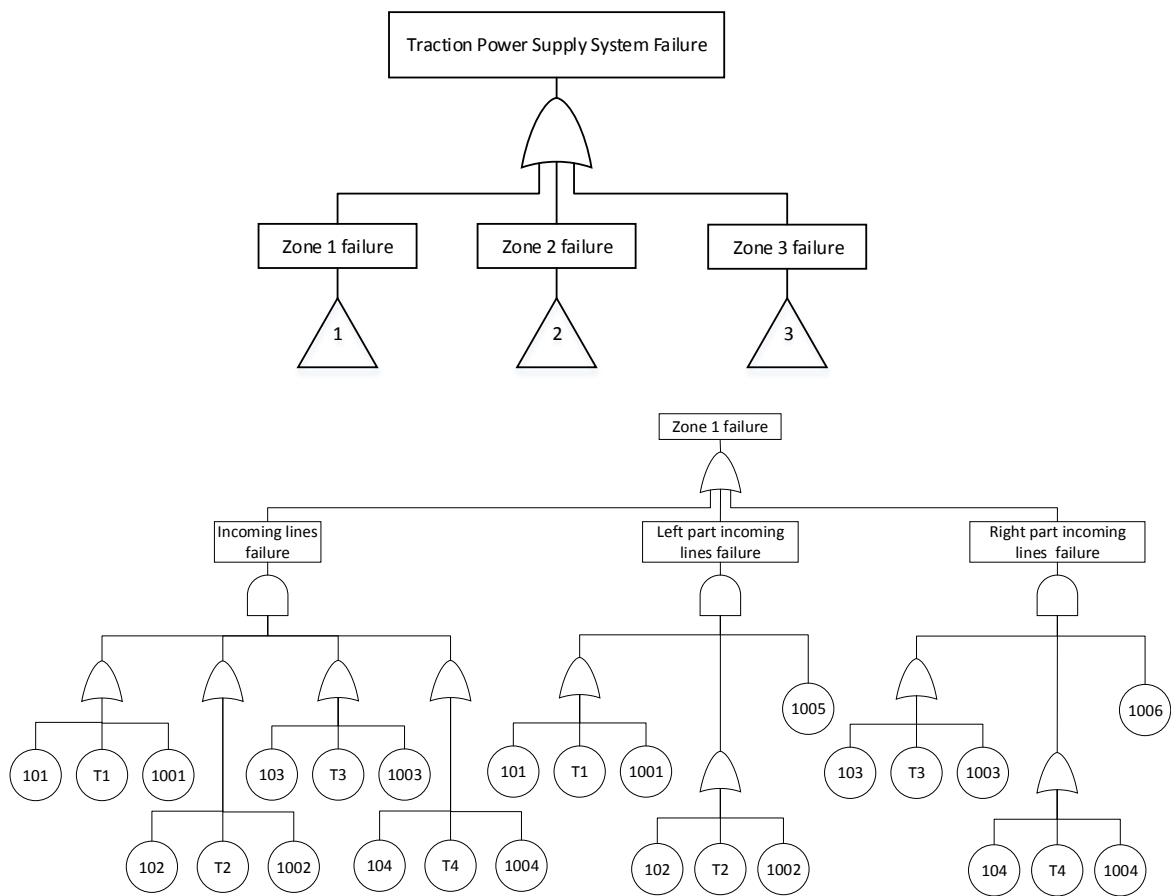 Traction Power Supply System Failure
Zone 1 failure
Zone 2 failure
Zone 3 failure
1
2
3
Zone 1 failure
Incoming lines
failure
Left part incoming
lines failure
Right part incoming
lines failure
1005
1006
101
T1
1001
103
T3
1003
101
T1
1001
103
T3
1003
102
T2
1002
104
T4
1004
102
T2
1002
104
T4
1004